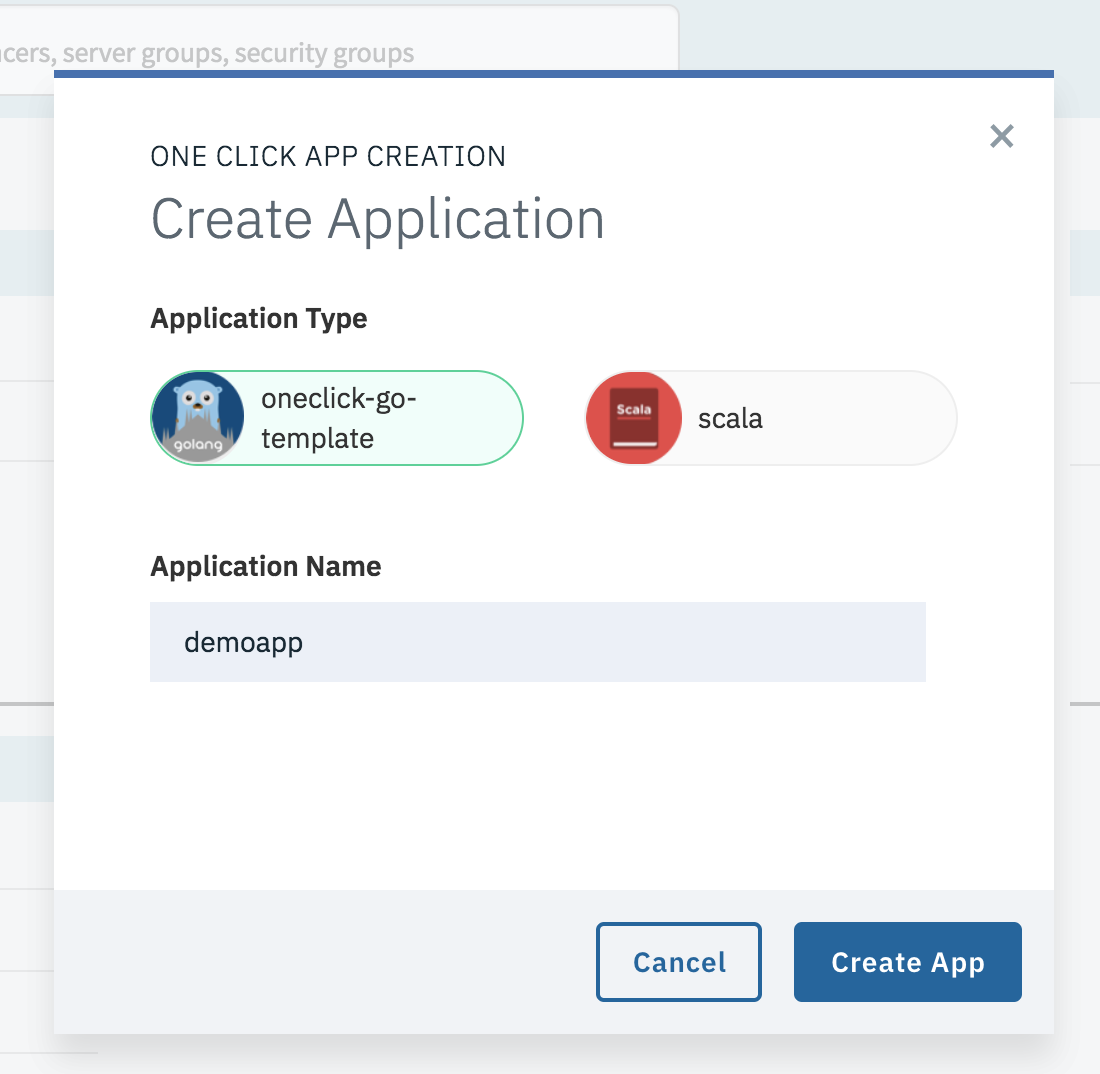 server groups, security groups
ONE CLICK APP CREATION
Create Application
Application Type
golang
oneclick-go-
template
Scala
scala
Application Name
demoapp
Cancel
Create App